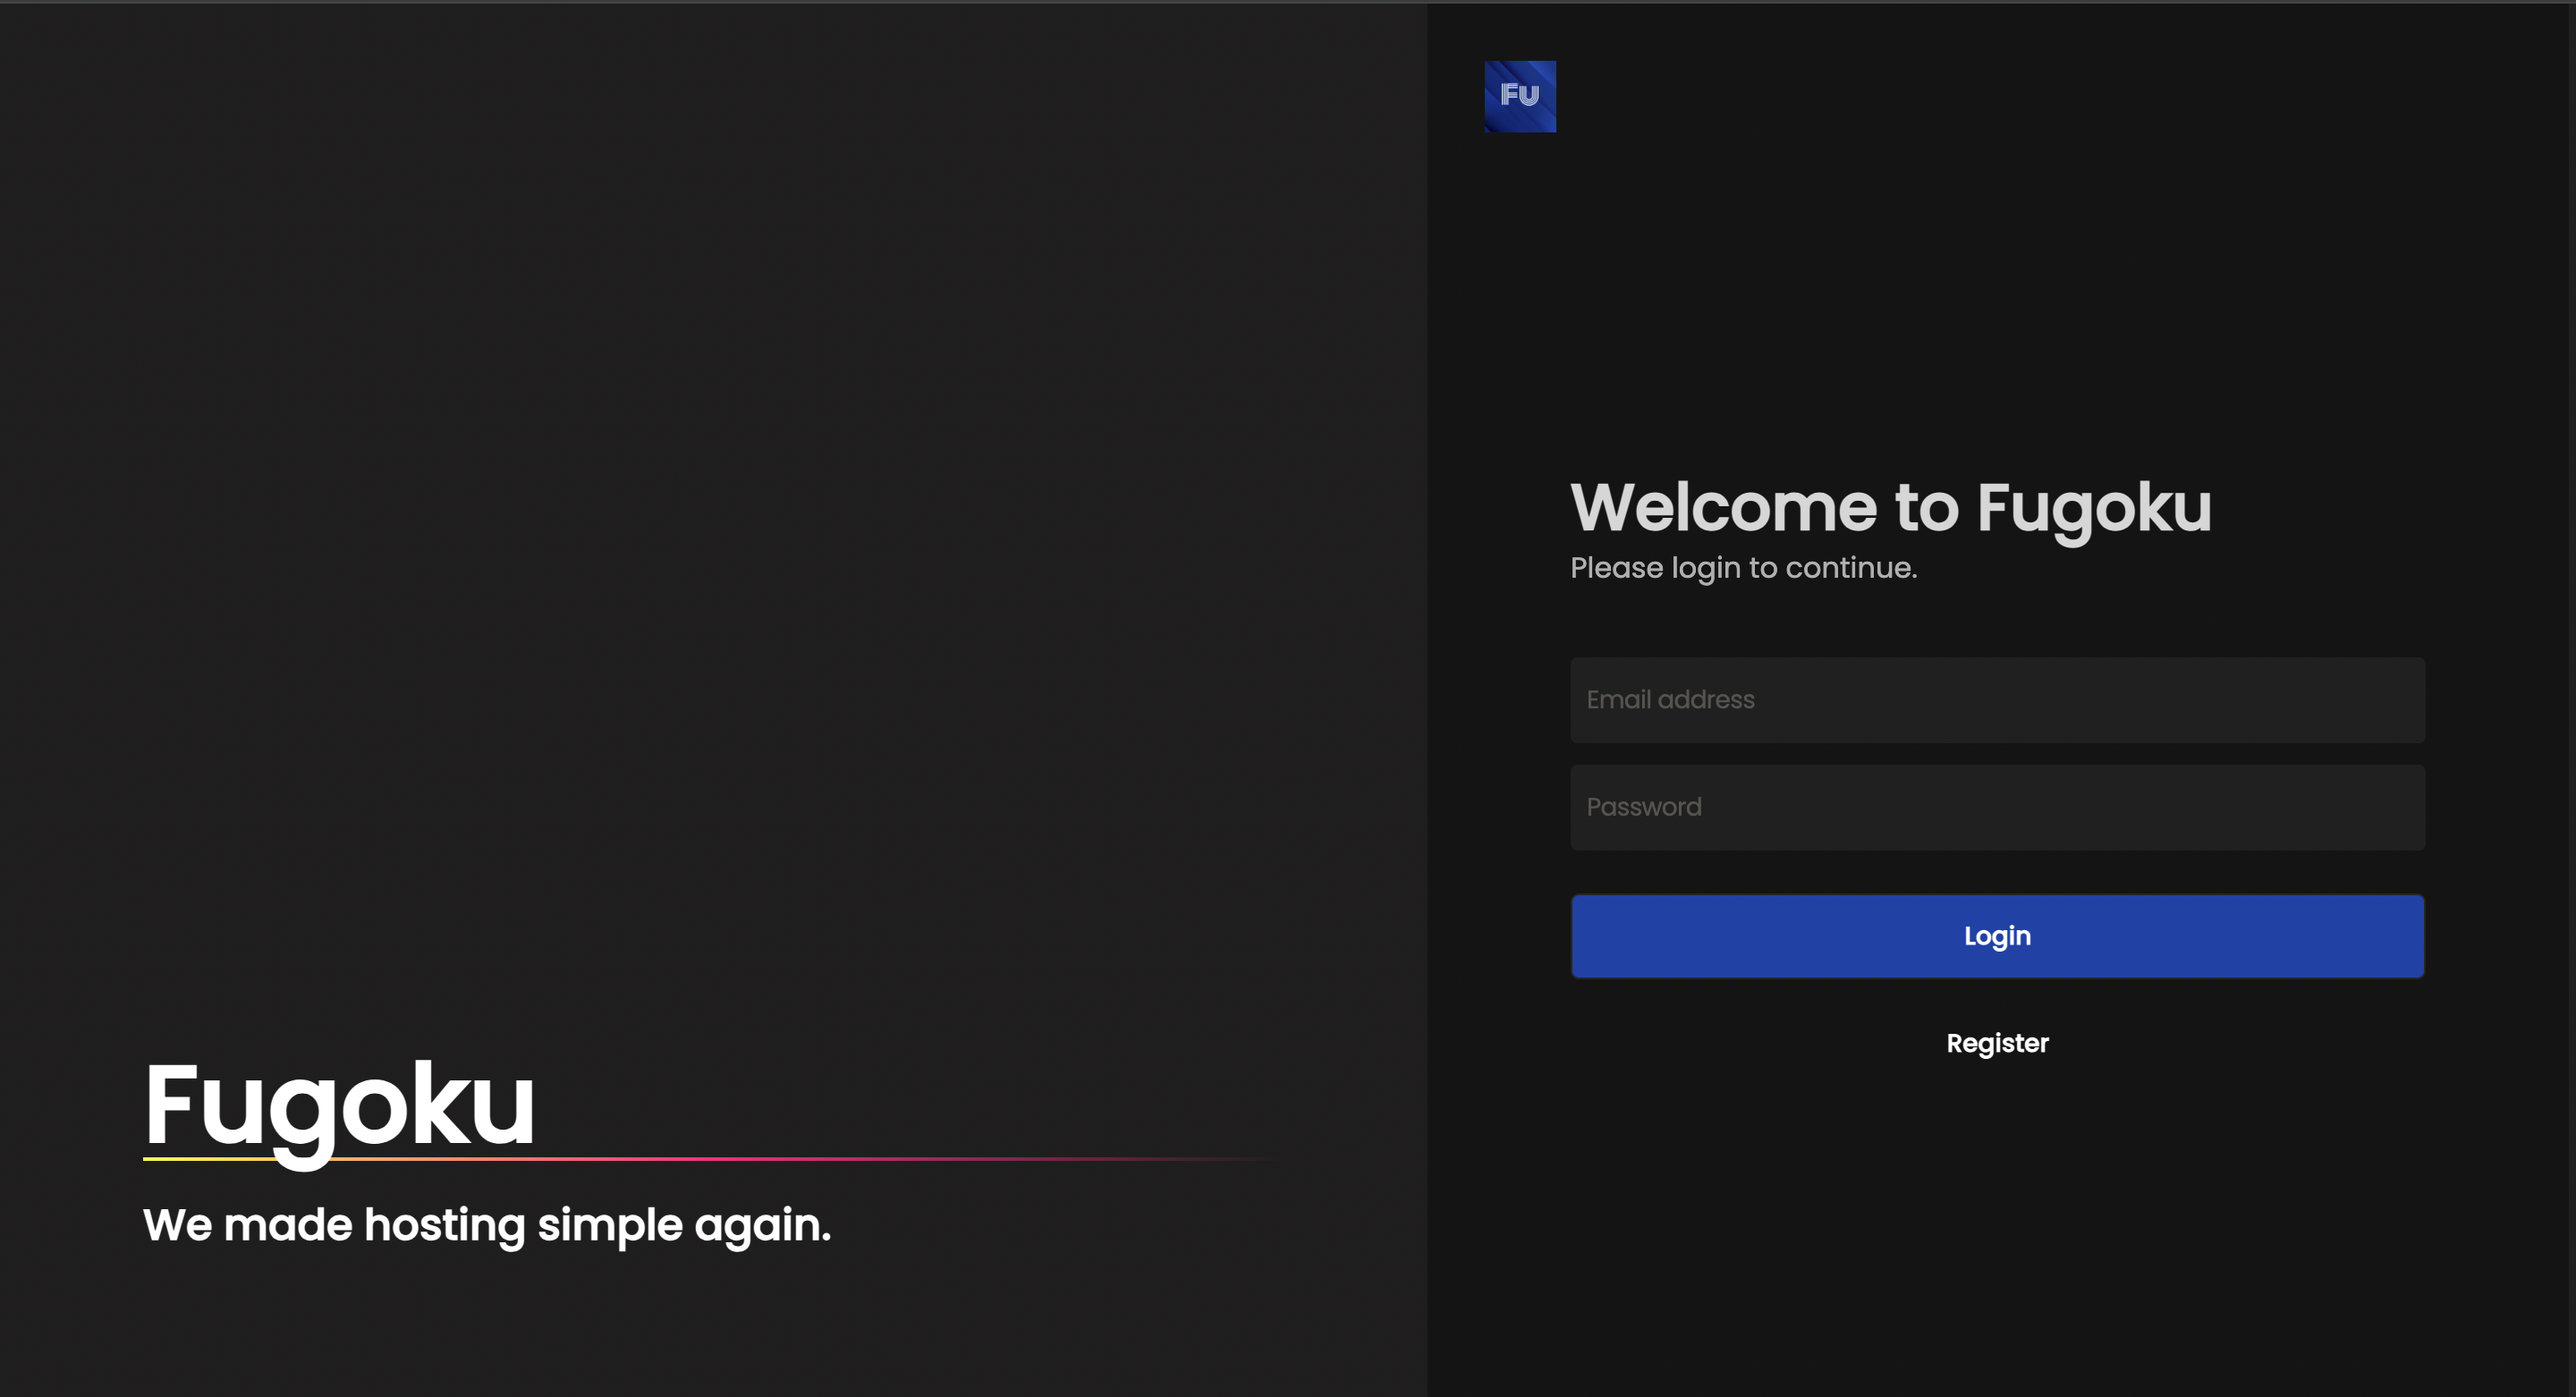 Fu
Welcome to Fugoku
Please login to continue.
Email address
Password
Login
Register
Fugoku
We made hosting simple again.